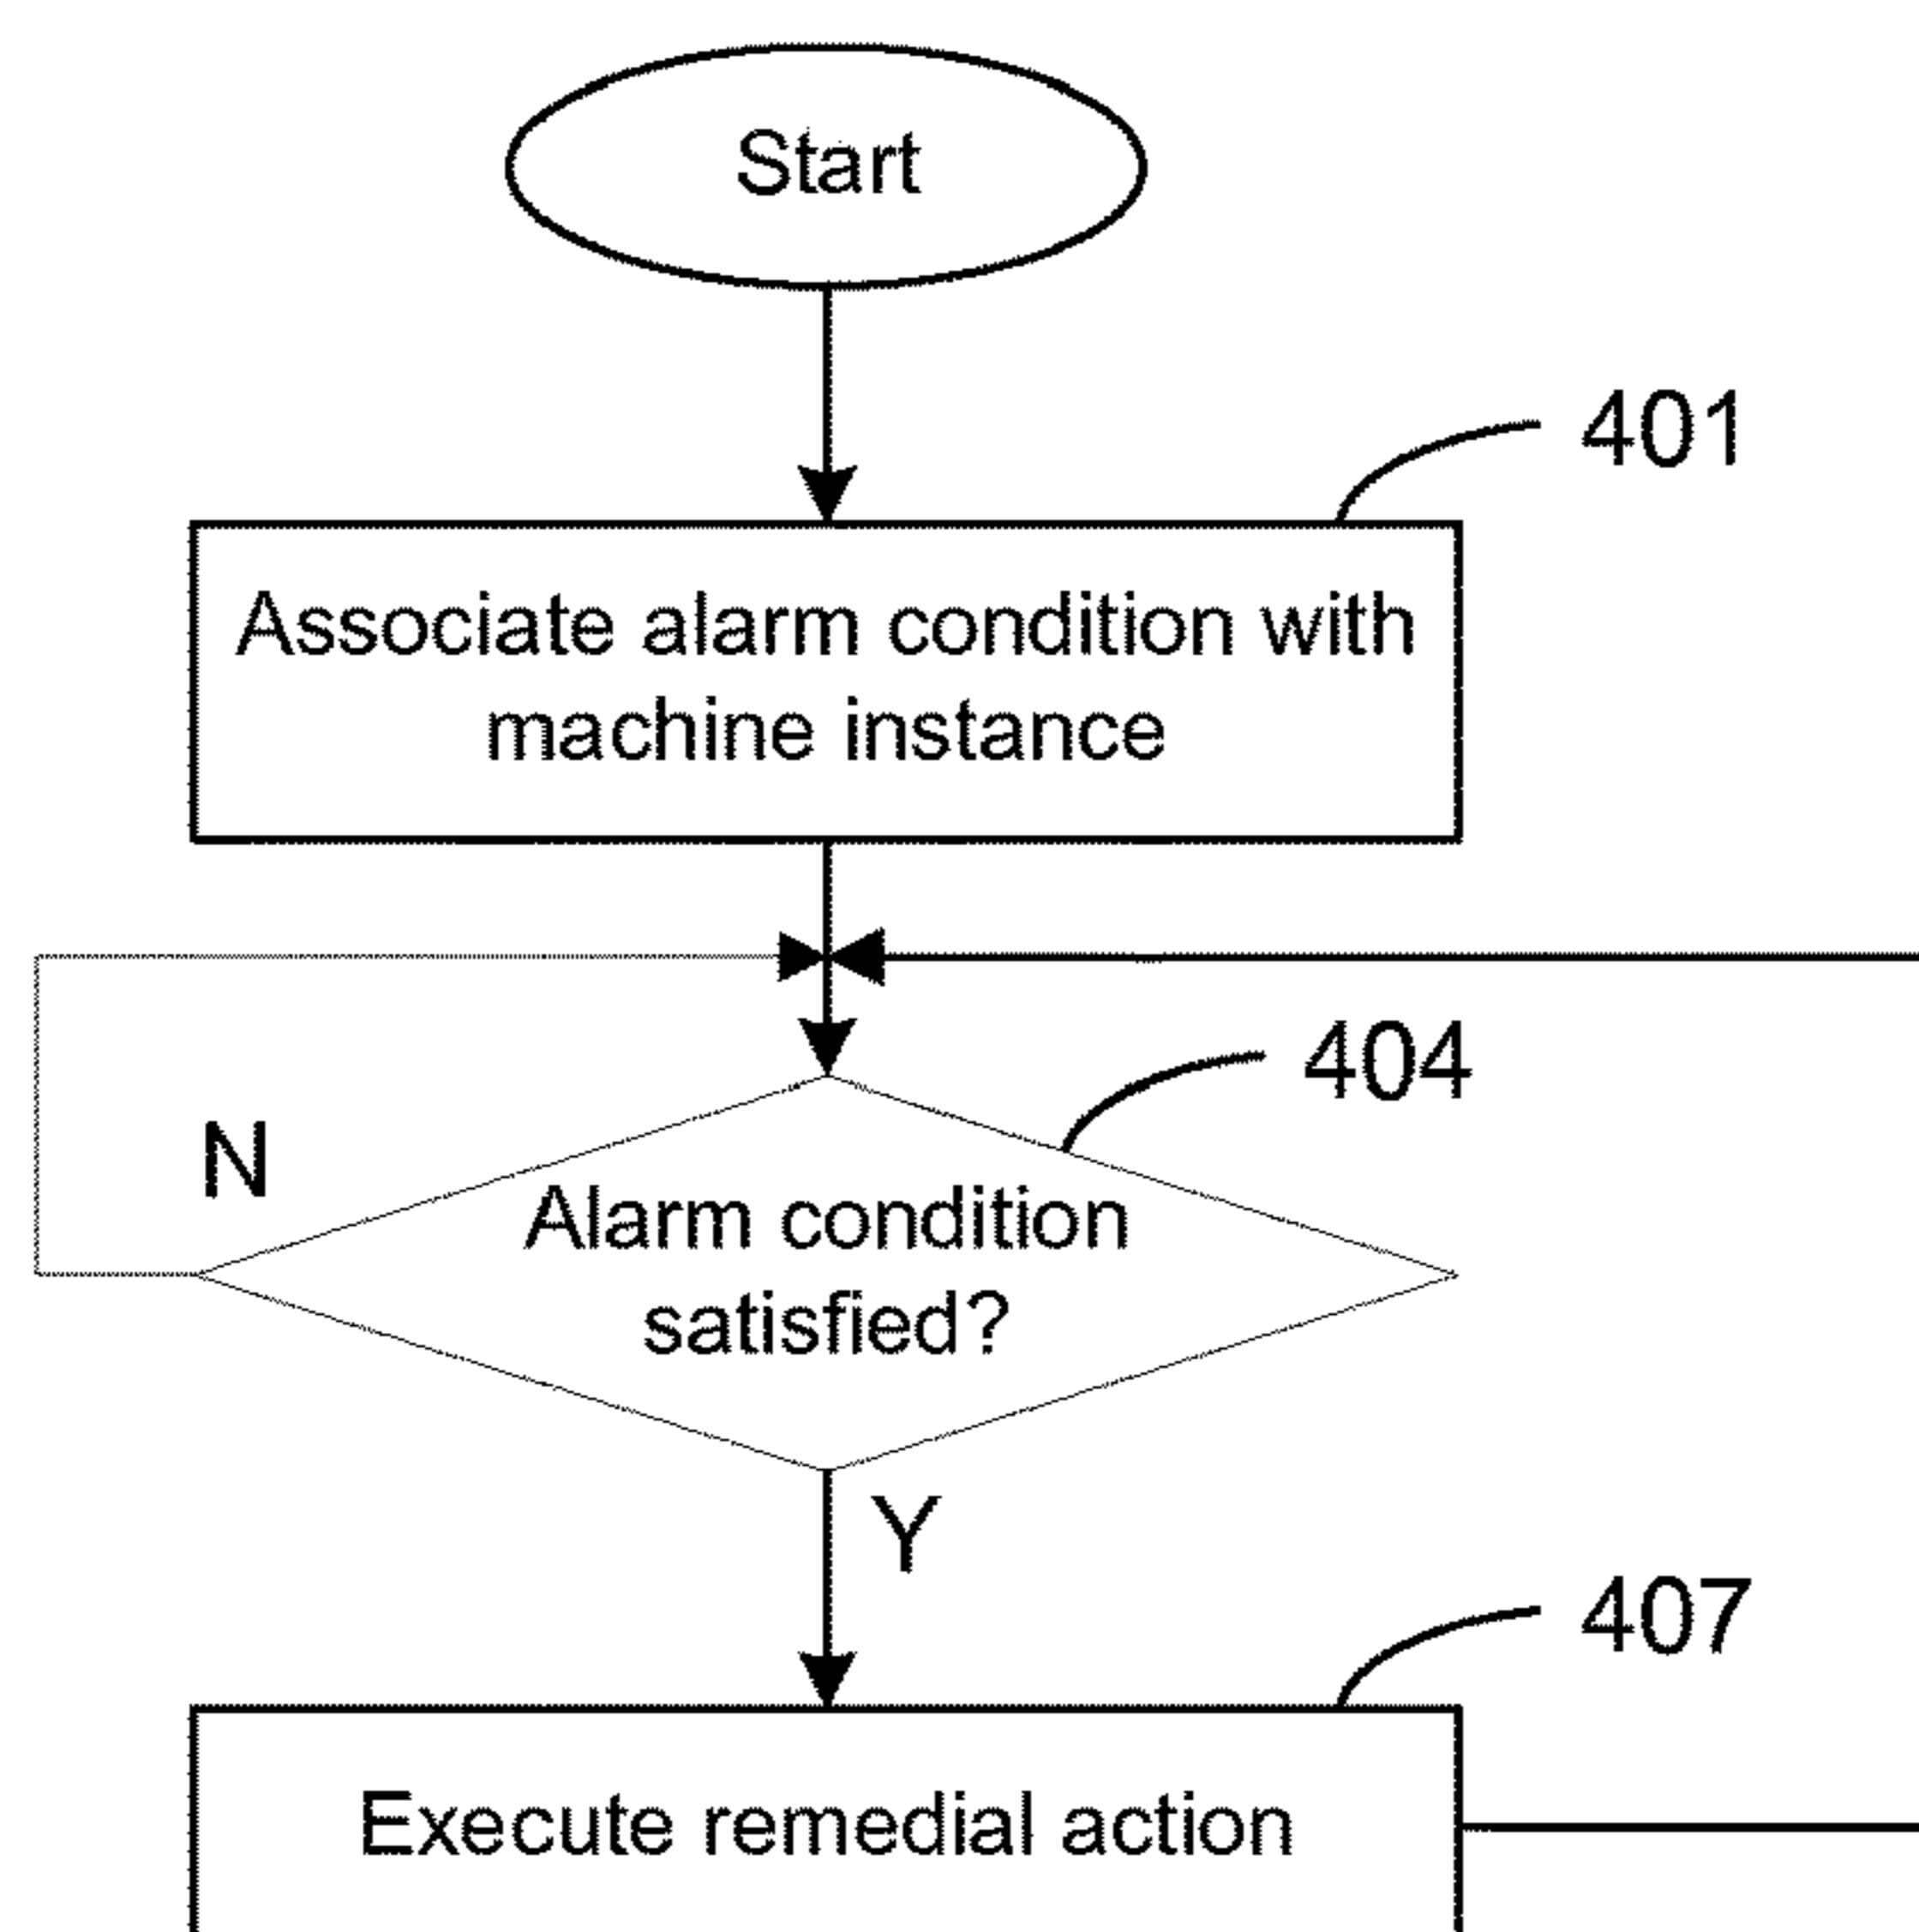 Start
401
Associate alarm condition with
machine instance
404
N
Alarm condition
satisfied?
Y
407
Execute remedial action